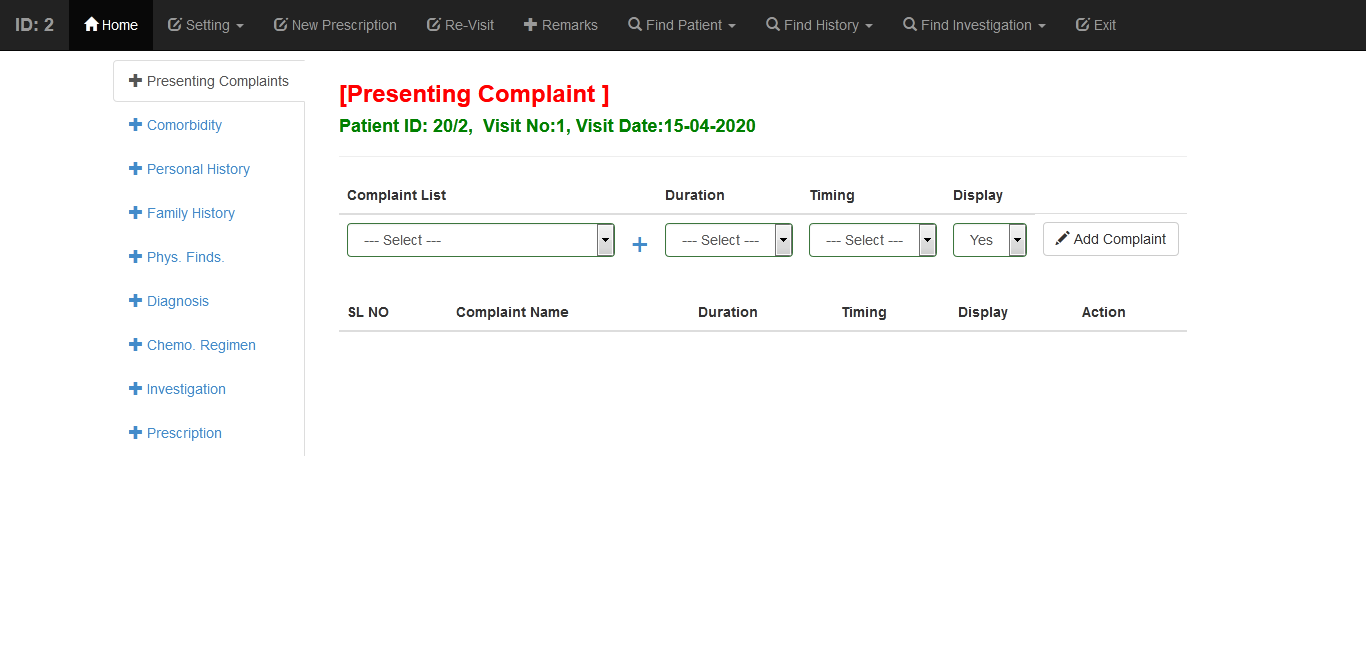 ID: 2 Home Setting New Prescription Re-Visit Remarks Find Patient Find History Find Investigation Exit
Presenting Complaints
Comorbidity
Personal History
Family History
Phys. Finds.
Diagnosis
Chemo. Regimen
Investigation
Prescription
[Presenting Complaint ]
Patient ID: 20/2, Visit No:1, Visit Date:15-04-2020
Complaint List Duration Timing Display
--- Select --- --- Select --- --- Select --- Yes Add Complaint
SL NO Complaint Name Duration Timing Display Action